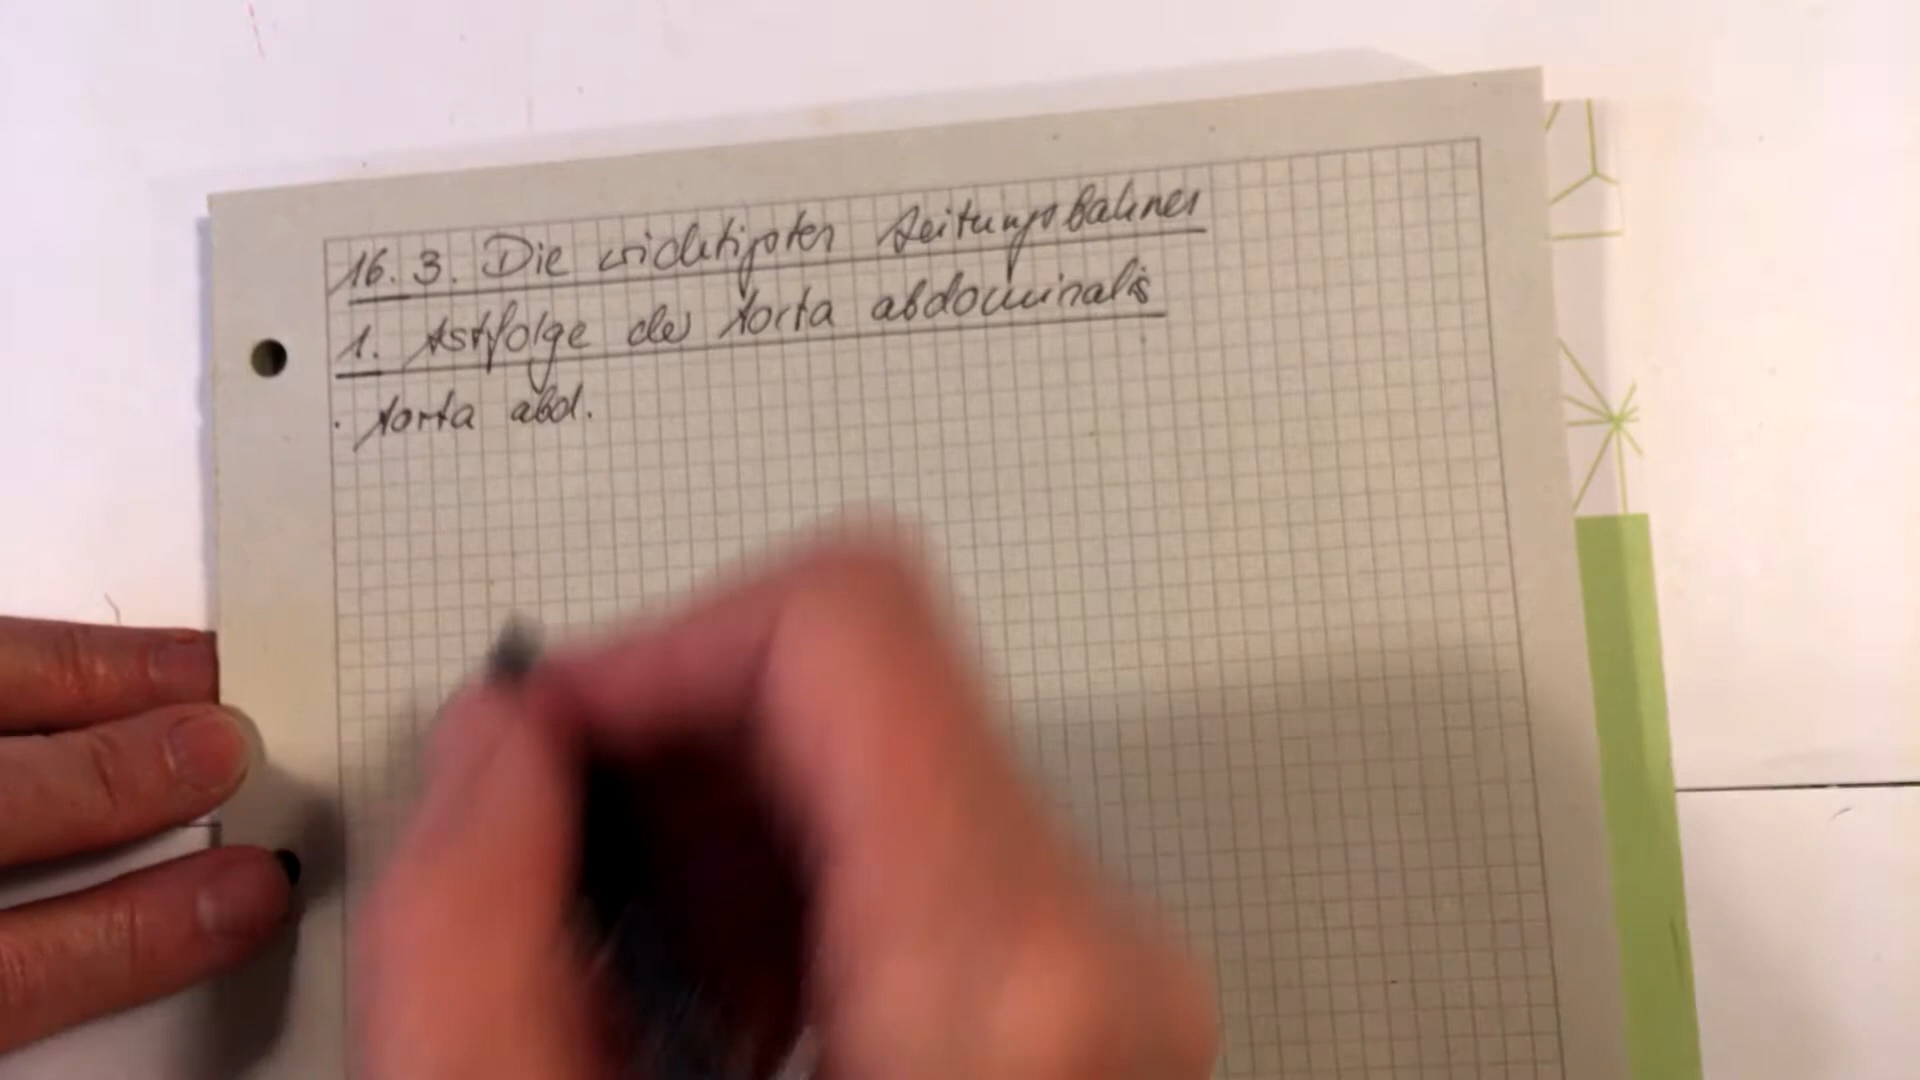 16.3. Die wichtigsten Leitungsbahnen
1. Astfolge der Aorta abdominalis
· Aorta abd.